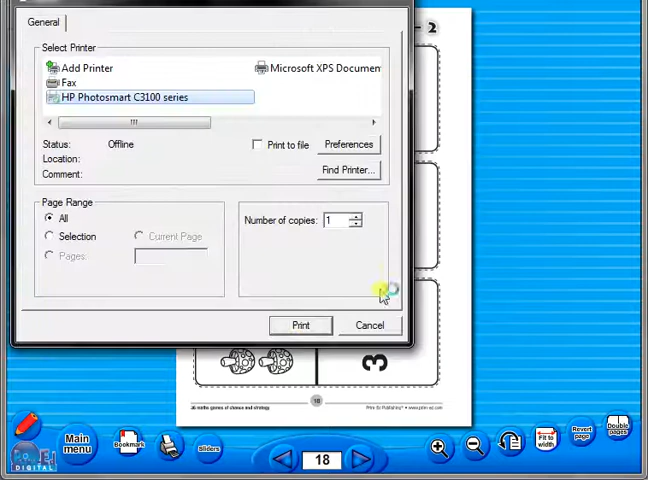 General
- 2
Select Printer
Add Printer
Microsoft XPS Documen
Fax
HP Photosmart C3100 series
Status: Offline
Print to file
Preferences
Location:
Comment:
Find Printer...
Page Range
All
Number of copies: 1
Selection
Current Page
Pages:
Print
Cancel
3
18
Main menu
Bookmark
Sliders
18
Fit to width
Revert page
Double pages
DIGITAL